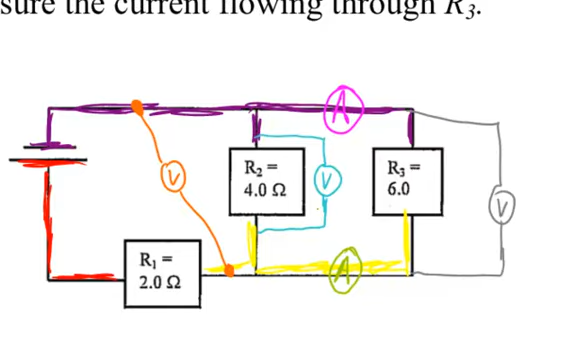 sure the current flowing through R3.
A
R2 =
4.0 Ω
V
R3 =
6.0
V
V
R1 =
2.0 Ω
A